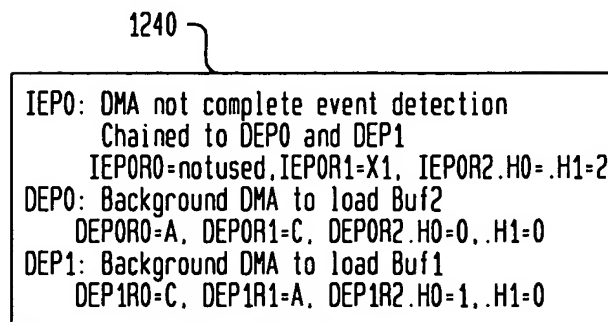 1240
IEP0: DMA not complete event detection
Chained to DEP0 and DEP1
IEP0R0=notused,IEP0R1=X1, IEP0R2.H0=.H1=2
DEP0: Background DMA to load Buf2
DEP0R0=A, DEP0R1=C, DEP0R2.H0=0,.H1=0
DEP1: Background DMA to load Buf1
DEP1R0=C, DEP1R1=A, DEP1R2.H0=1,.H1=0